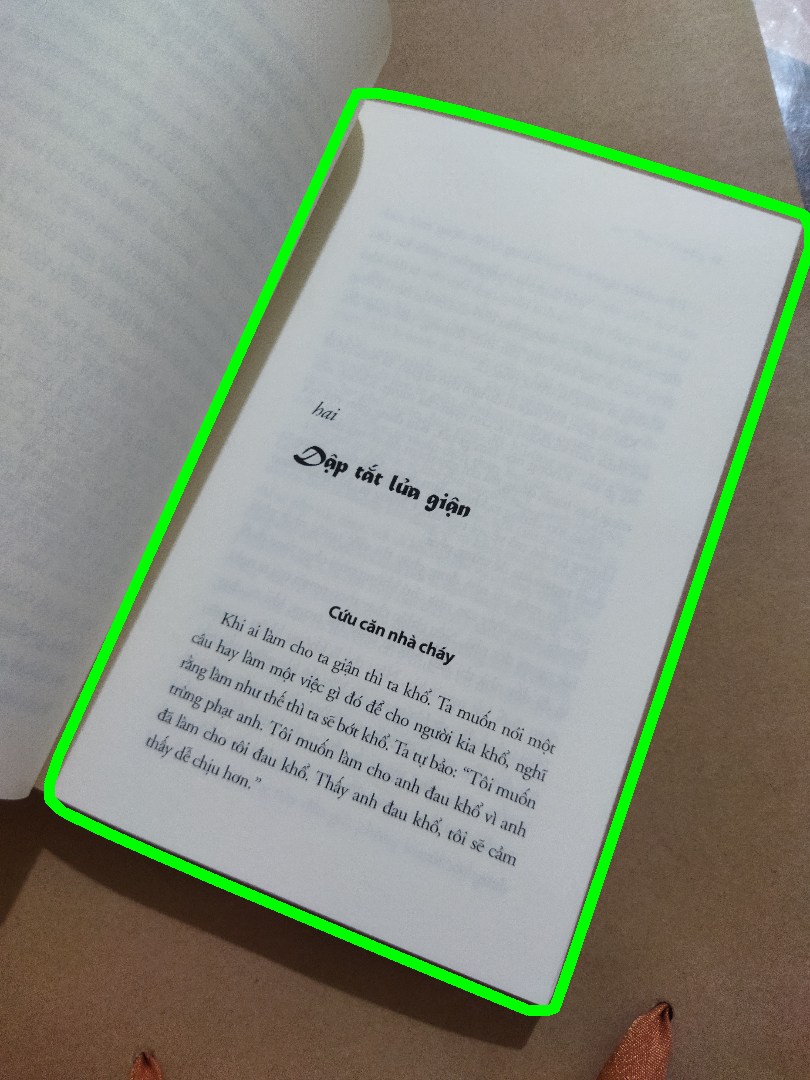 hai
Dập tắt lửa giận
Cứu căn nhà cháy
Khi ai làm cho ta giận thì ta khổ. Ta muốn nói một
câu hay làm một việc gì đó để cho người kia khổ, nghĩ
rằng làm như thế thì ta sẽ bớt khổ. Ta tự bảo: “Tôi muốn
trừng phạt anh. Tôi muốn làm cho anh đau khổ vì anh
đã làm cho tôi đau khổ. Thấy anh đau khổ, tôi sẽ cảm
thấy dễ chịu hơn.”